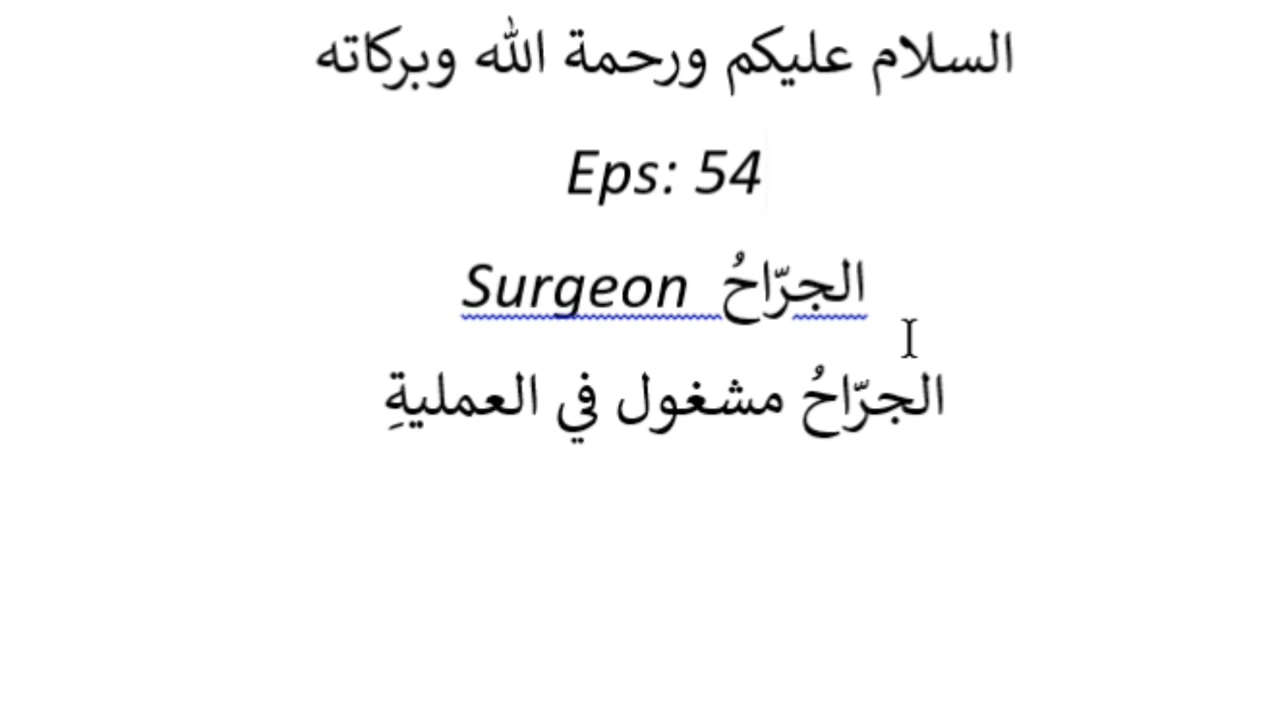 السلام عليكم ورحمة الله وبركاته
Eps: 54
الجرّاحُ Surgeon
الجرّاحُ مشغول في العمليةِ